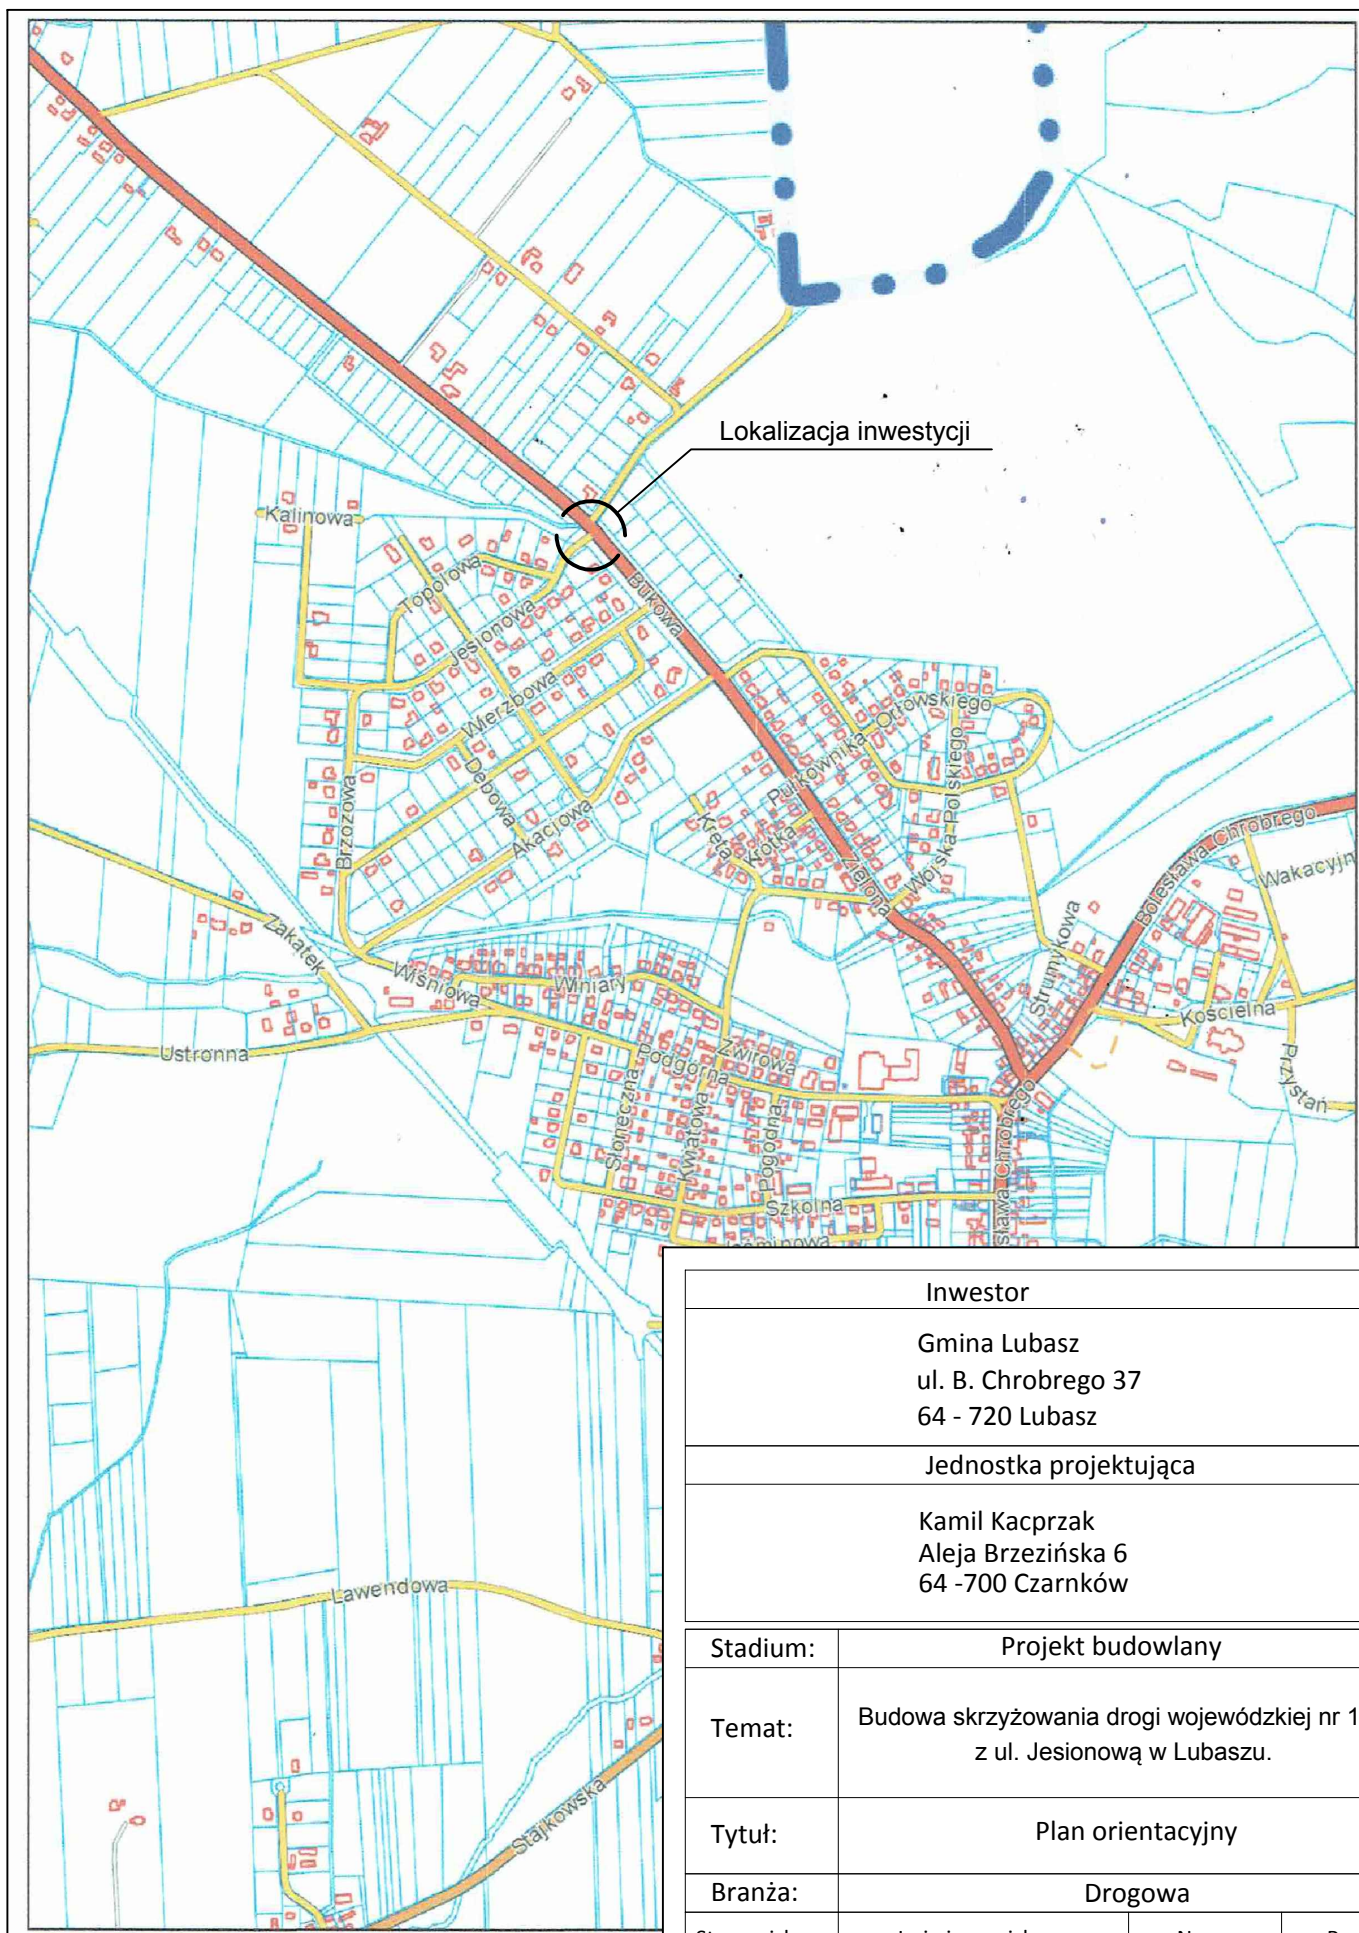 Lokalizacja inwestycji
Kalinowa
Topolowa
Jesionowa
Bukowa
Wierzbowa
Dębowa
Akacjowa
Brzozowa
Pułkownika Orłowskiego
Wojska Polskiego
Kręta
Krótka
Zielona
Bolesława Chrobrego
Wakacyjn
Strumykowa
Zakątek
Wiśniowa
Winiary
Kościelna
Ustronna
Podgórna
Żwirowa
Przystań
Słoneczna
Kwiatowa
Pogodna
Szkolna
sława Chrobrego
Lawendowa
Stajkowska
Inwestor
Gmina Lubasz
ul. B. Chrobrego 37
64 - 720 Lubasz
Jednostka projektująca
Kamil Kacprzak
Aleja Brzezińska 6
64 -700 Czarnków
Stadium: Projekt budowlany
Temat: Budowa skrzyżowania drogi wojewódzkiej nr 1
z ul. Jesionową w Lubaszu.
Tytuł: Plan orientacyjny
Branża: Drogowa